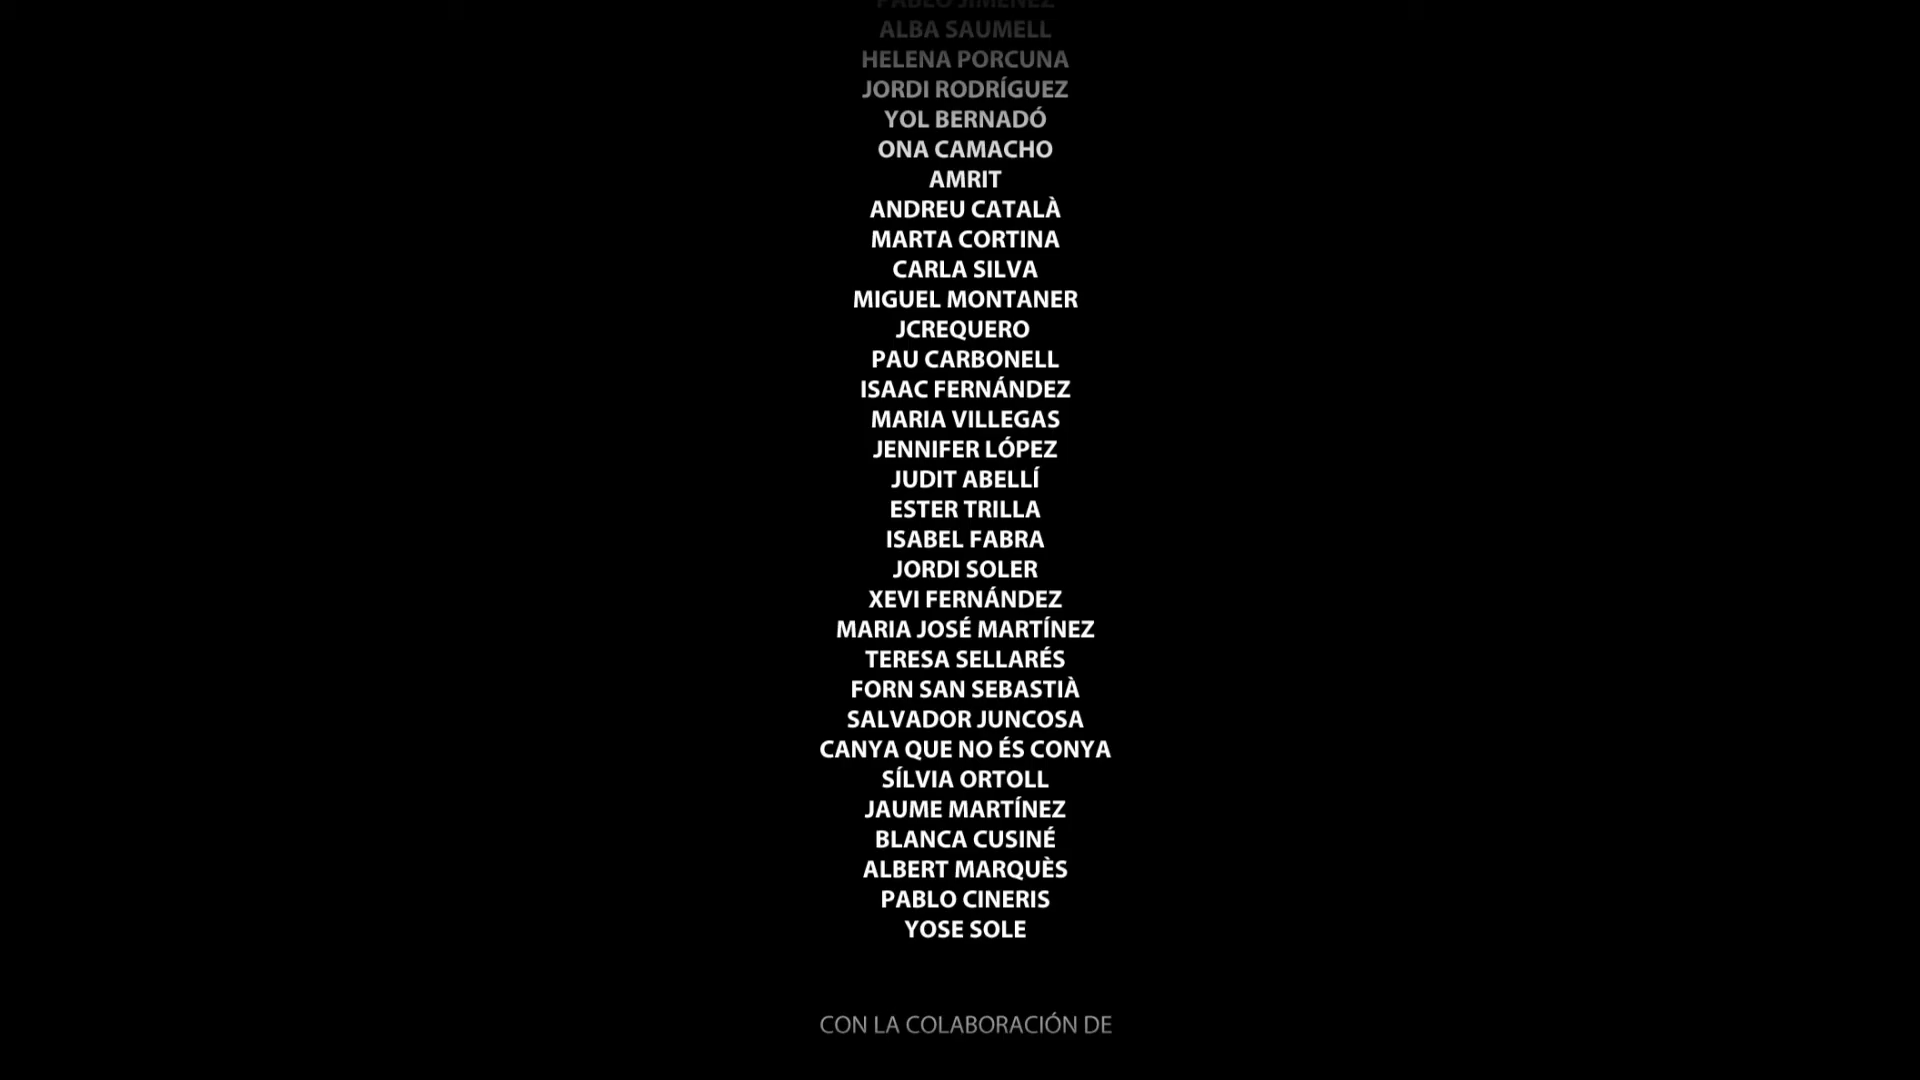 PABLO JIMÉNEZ
ALBA SAUMELL
HELENA PORCUNA
JORDI RODRÍGUEZ
YOL BERNADÓ
ONA CAMACHO
AMRIT
ANDREU CATALÀ
MARTA CORTINA
CARLA SILVA
MIGUEL MONTANER
JCREQUERO
PAU CARBONELL
ISAAC FERNÁNDEZ
MARIA VILLEGAS
JENNIFER LÓPEZ
JUDIT ABELLÍ
ESTER TRILLA
ISABEL FABRA
JORDI SOLER
XEVI FERNÁNDEZ
MARIA JOSÉ MARTÍNEZ
TERESA SELLARÉS
FORN SAN SEBASTIÀ
SALVADOR JUNCOSA
CANYA QUE NO ÉS CONYA
SÍLVIA ORTOLL
JAUME MARTÍNEZ
BLANCA CUSINÉ
ALBERT MARQUÈS
PABLO CINERIS
YOSE SOLE
CON LA COLABORACIÓN DE